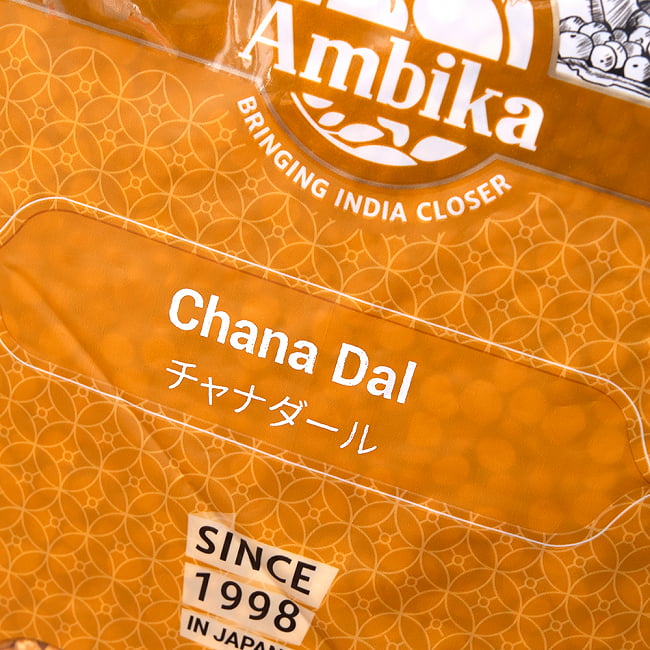 Ambika
BRINGING INDIA CLOSER
Chana Dal
チャナダール
SINCE
1998
IN JAPAN